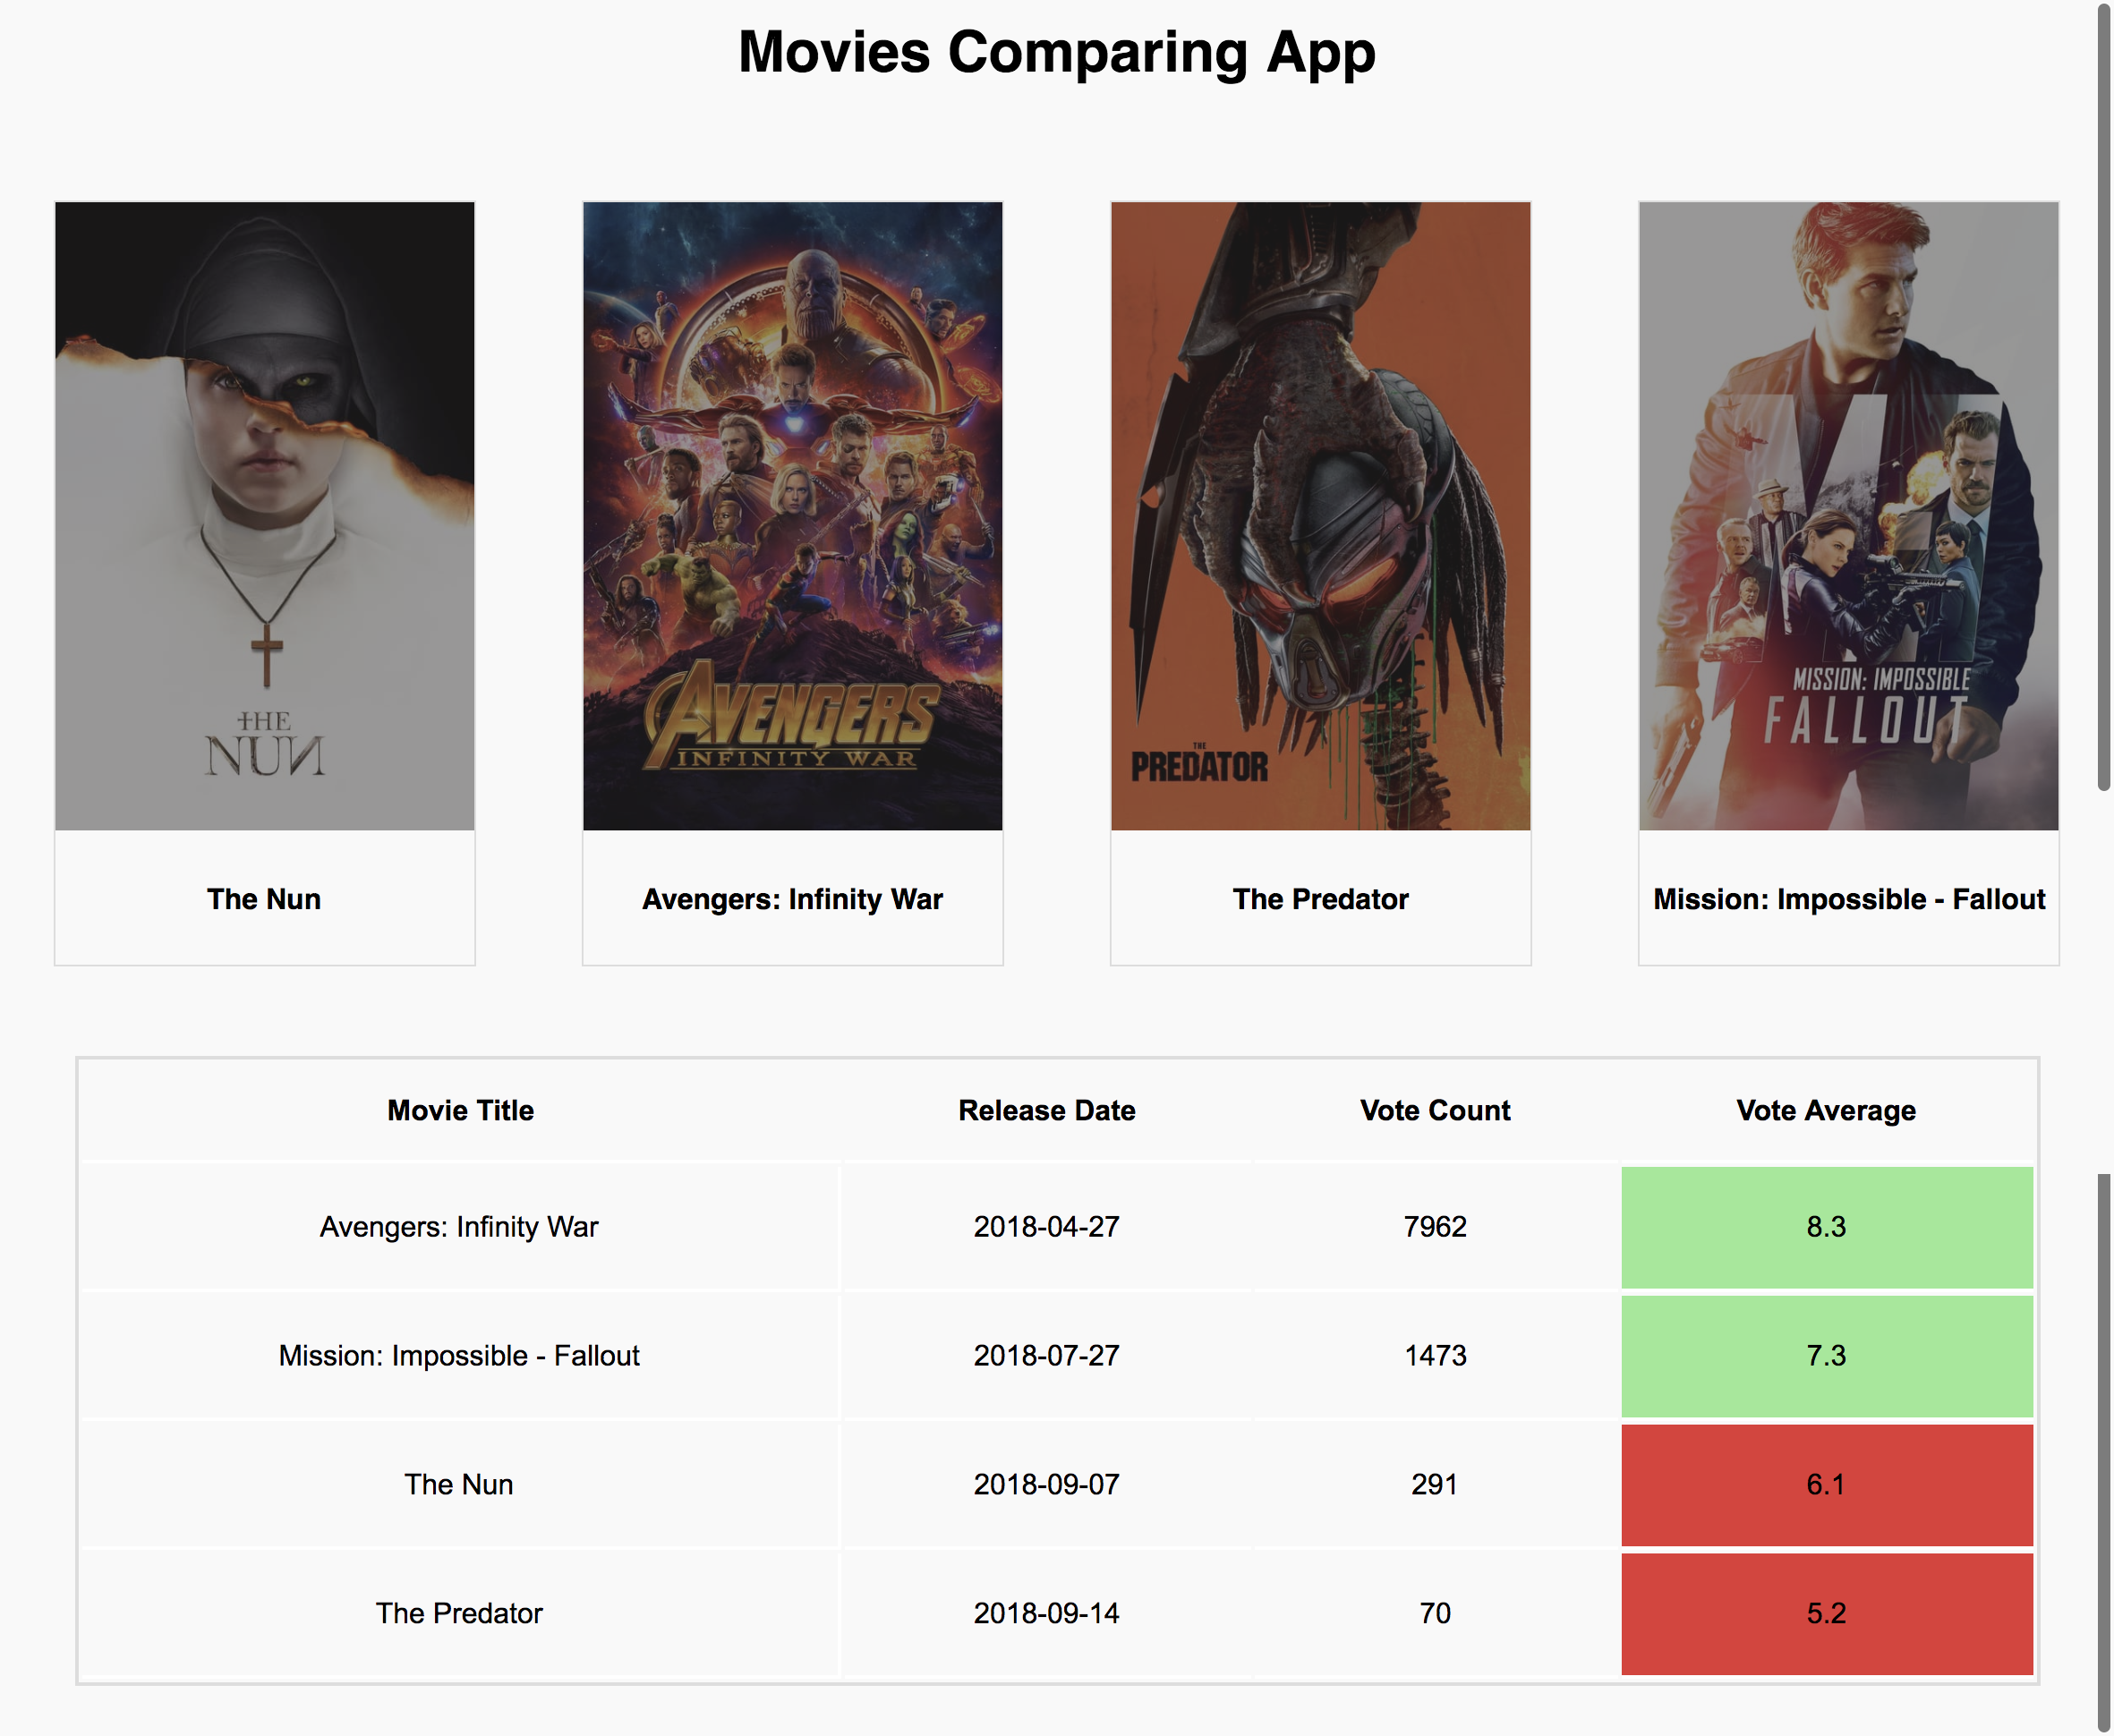 Movies Comparing App
THE
NUN
AVENGERS
INFINITY WAR
THE
PREDATOR
MISSION: IMPOSSIBLE
FALLOUT
The Nun
Avengers: Infinity War
The Predator
Mission: Impossible - Fallout
Movie Title Release Date Vote Count Vote Average
Avengers: Infinity War 2018-04-27 7962 8.3
Mission: Impossible - Fallout 2018-07-27 1473 7.3
The Nun 2018-09-07 291 6.1
The Predator 2018-09-14 70 5.2